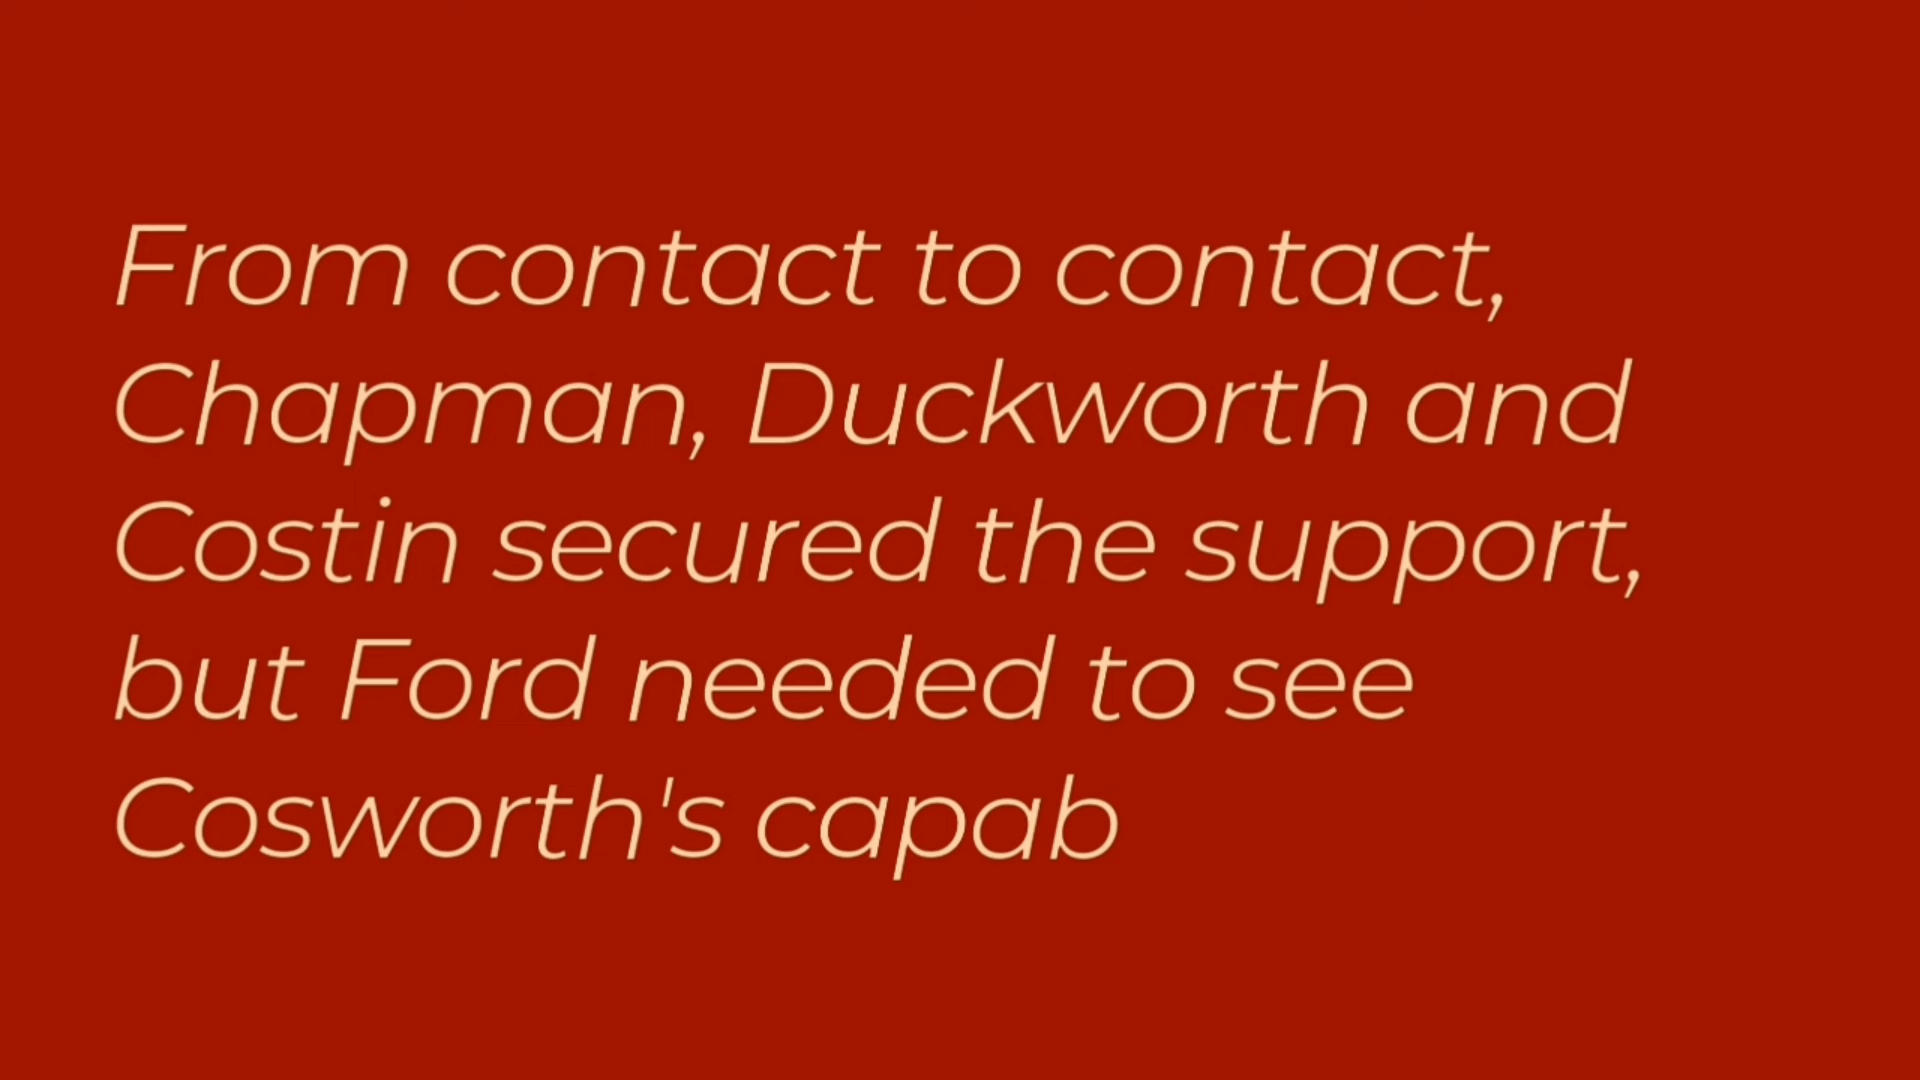 From contact to contact,
Chapman, Duckworth and
Costin secured the support,
but Ford needed to see
Cosworth's capab